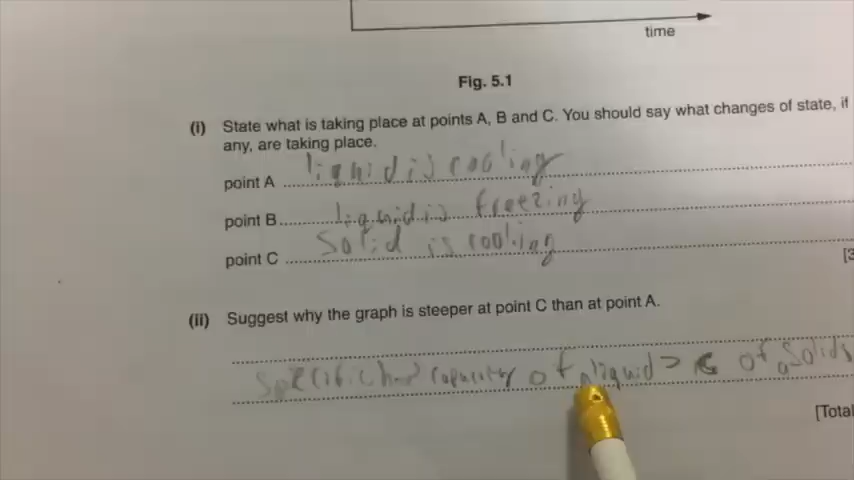 time
Fig. 5.1
(i) State what is taking place at points A, B and C. You should say what changes of state, if
any, are taking place.
point A liquid is cooling
point B liquid is freezing
point C solid is cooling
[3
(ii) Suggest why the graph is steeper at point C than at point A.
Specific heat capacity of a liquid > c of a solids
[Total